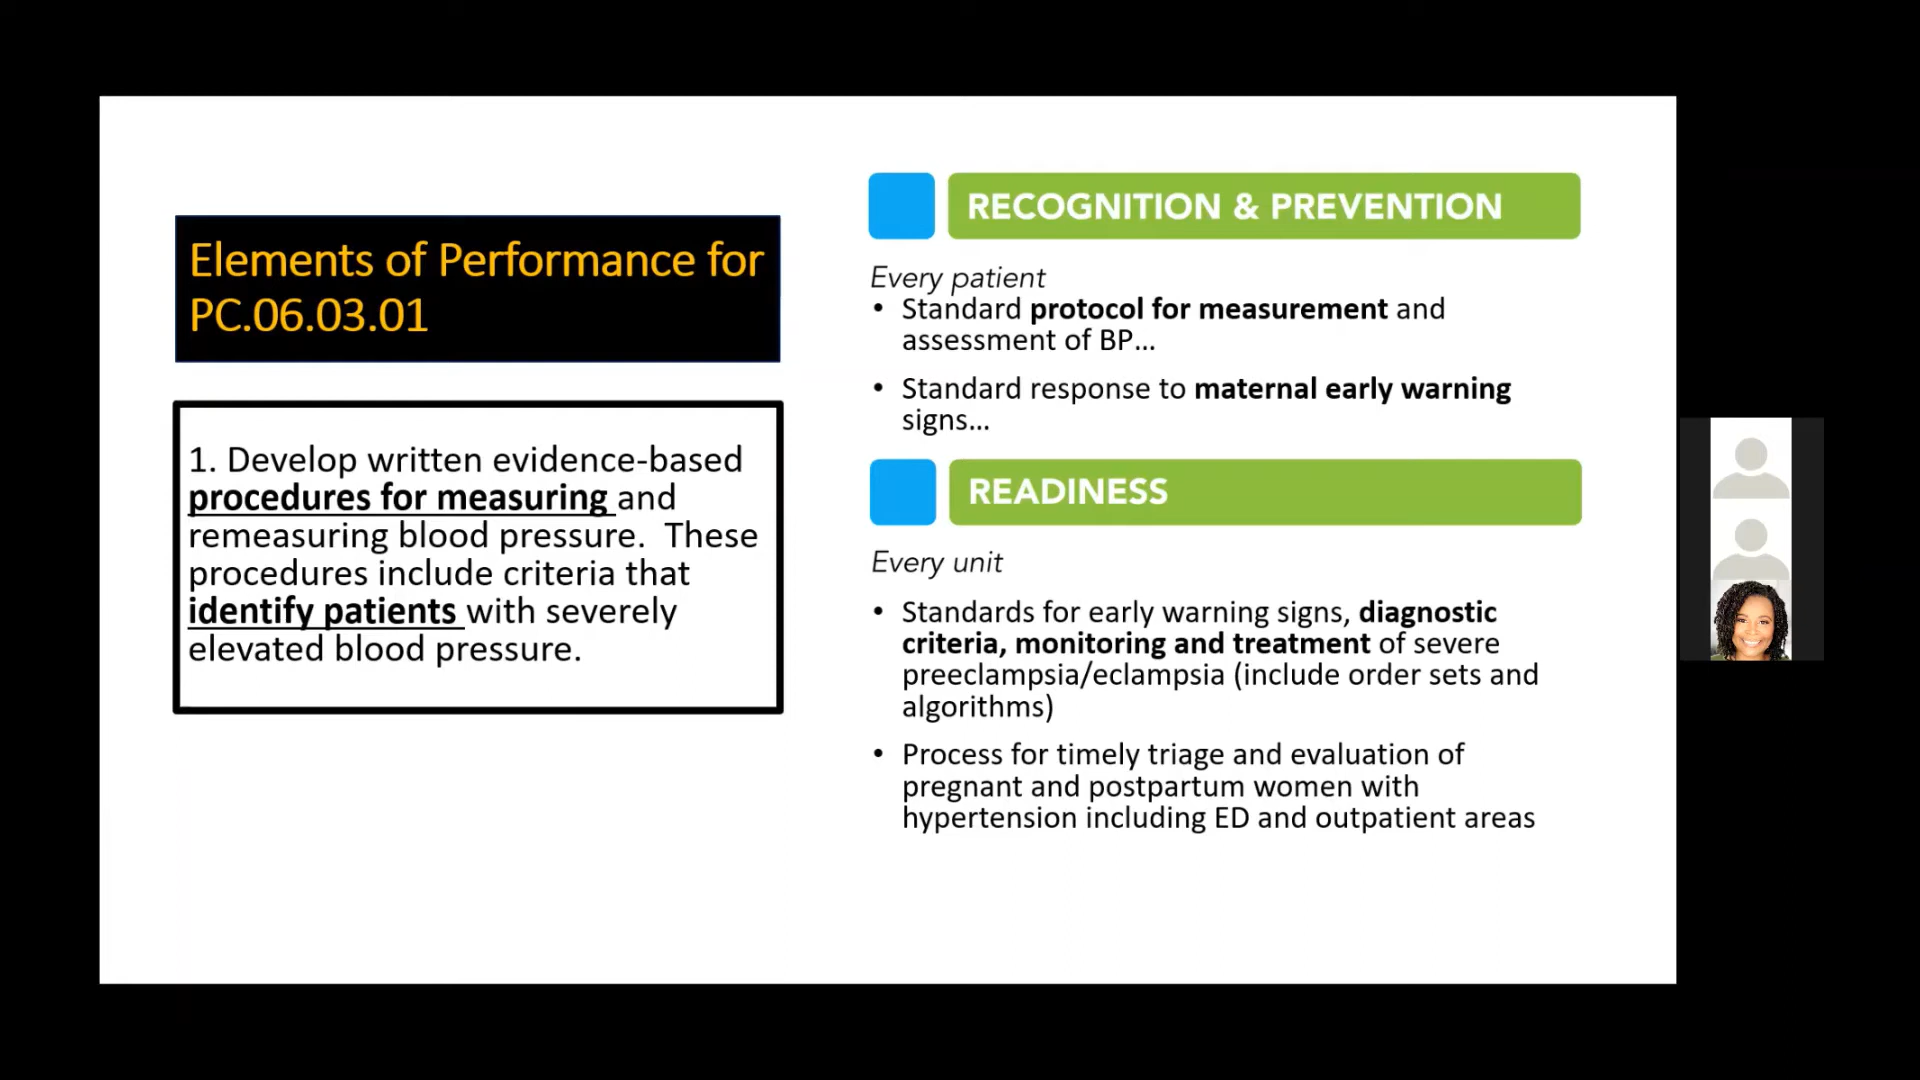 Elements of Performance for
PC.06.03.01
1. Develop written evidence-based
procedures for measuring and
remeasuring blood pressure.  These
procedures include criteria that
identify patients with severely
elevated blood pressure.
RECOGNITION & PREVENTION
Every patient
• Standard protocol for measurement and
assessment of BP...
• Standard response to maternal early warning
signs...
READINESS
Every unit
• Standards for early warning signs, diagnostic
criteria, monitoring and treatment of severe
preeclampsia/eclampsia (include order sets and
algorithms)
• Process for timely triage and evaluation of
pregnant and postpartum women with
hypertension including ED and outpatient areas